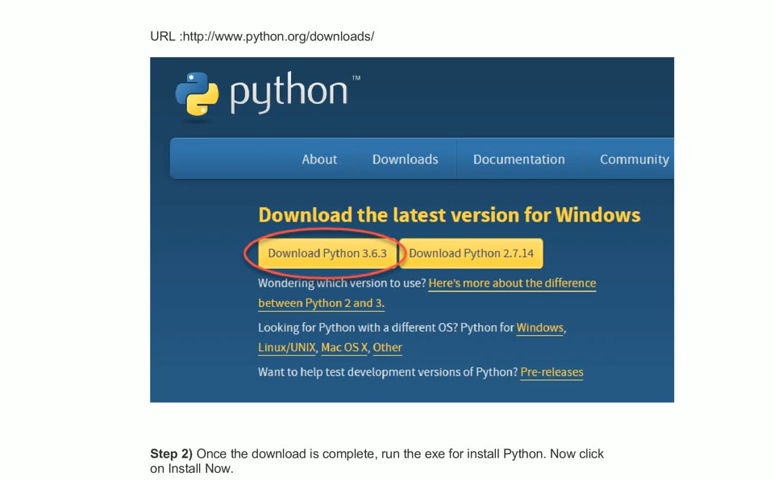 URL :http://www.python.org/downloads/
python™
About Downloads Documentation Community
Download the latest version for Windows
Download Python 3.6.3 Download Python 2.7.14
Wondering which version to use? Here's more about the difference
between Python 2 and 3.
Looking for Python with a different OS? Python for Windows,
Linux/UNIX, Mac OS X, Other
Want to help test development versions of Python? Pre-releases
Step 2) Once the download is complete, run the exe for install Python. Now click
on Install Now.